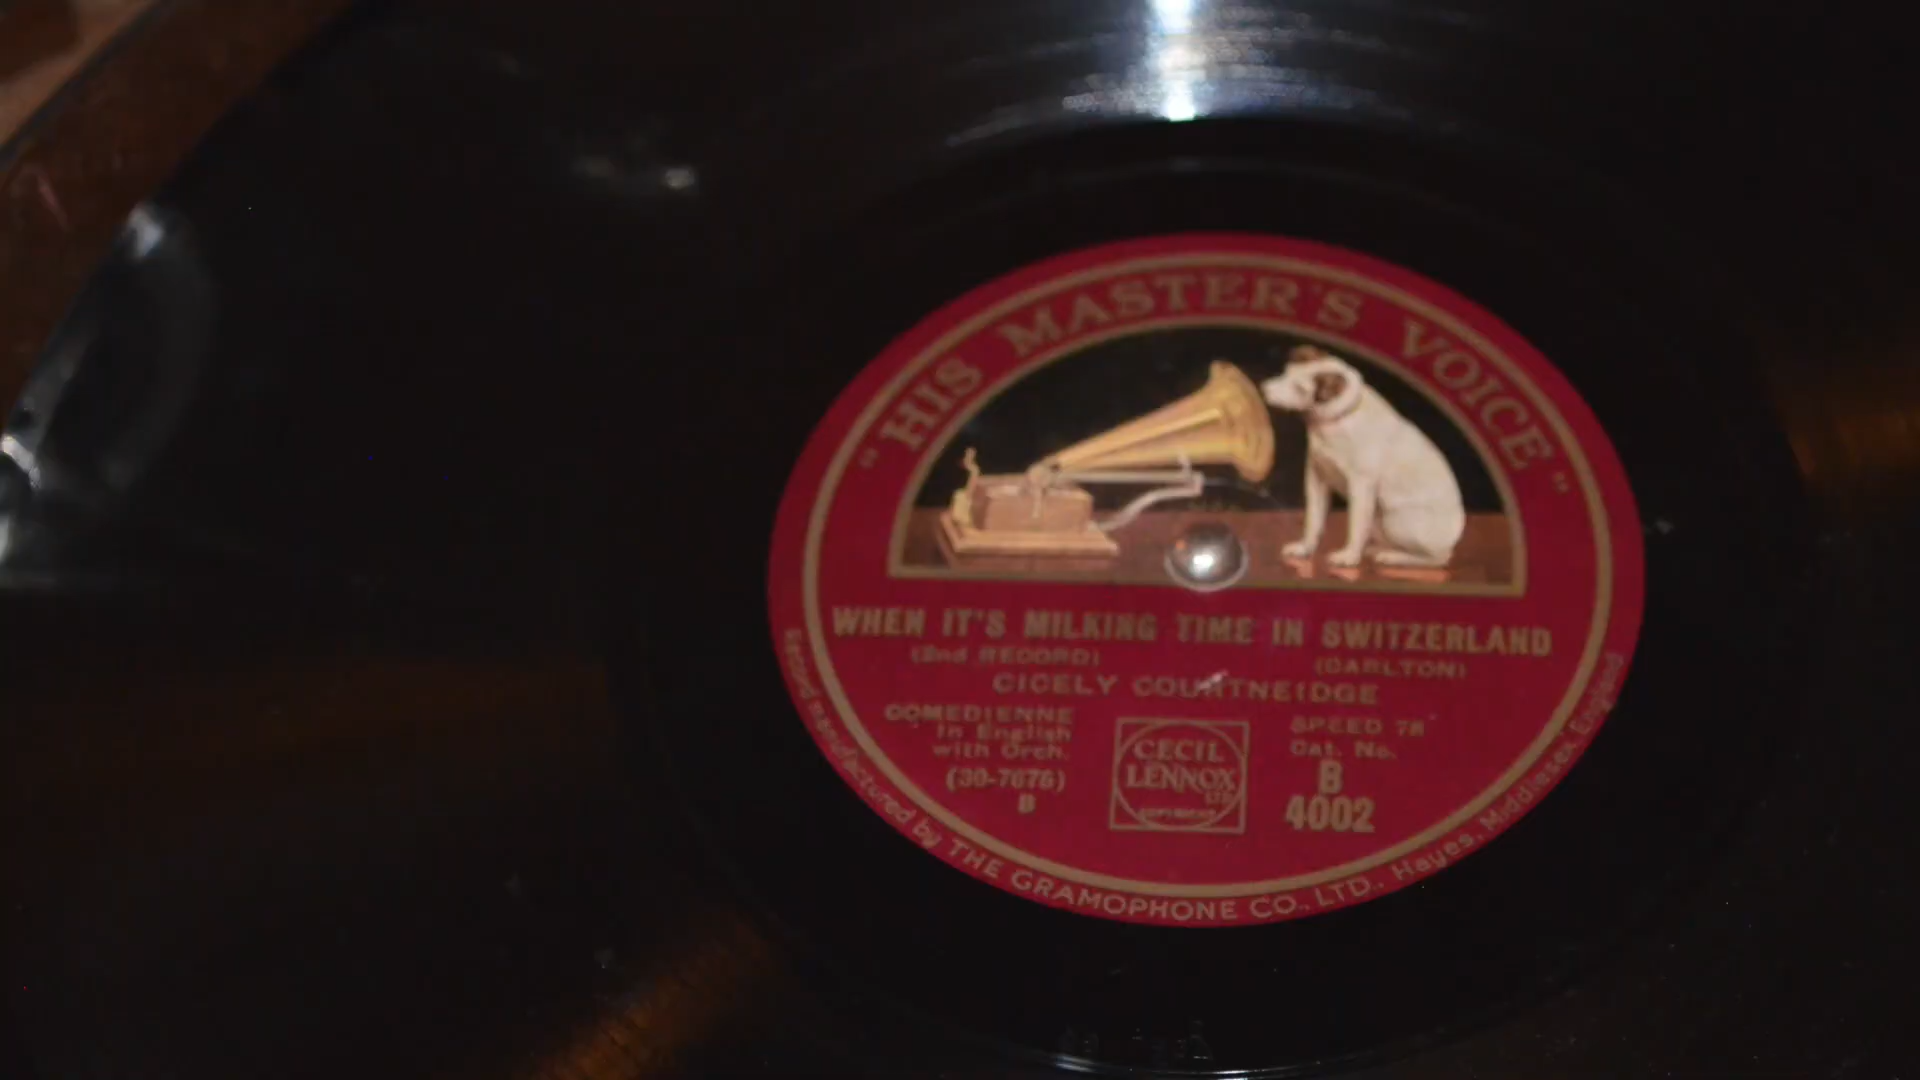 "HIS MASTER'S VOICE"
WHEN IT'S MILKING TIME IN SWITZERLAND
(2nd RECORD) (CARLTON)
CICELY COURTNEIDGE
COMEDIENNE
In English
with Orch.
(30-7676)
B
CECIL
LENNOX
LTD
COPYRIGHT
SPEED 78
Cat. No.
B
4002
Record manufactured by THE GRAMOPHONE CO., LTD., Hayes, Middlesex, England